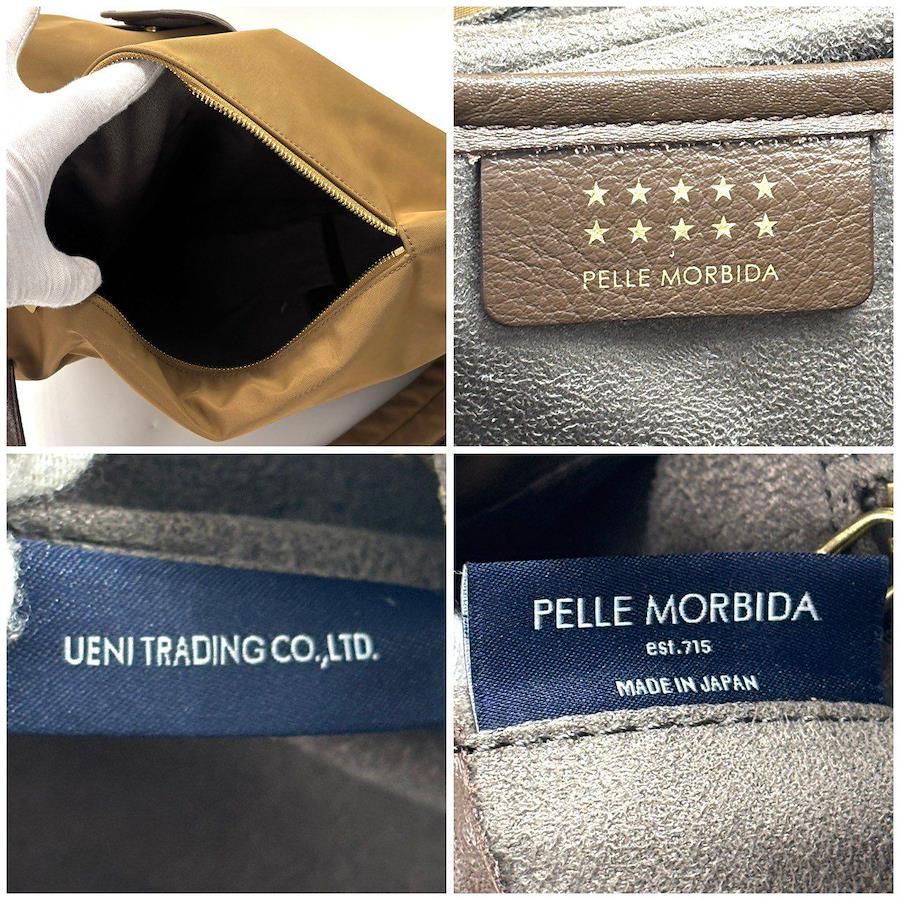 PELLE MORBIDA
UENI TRADING CO.,LTD.
PELLE MORBIDA
est.715
MADE IN JAPAN